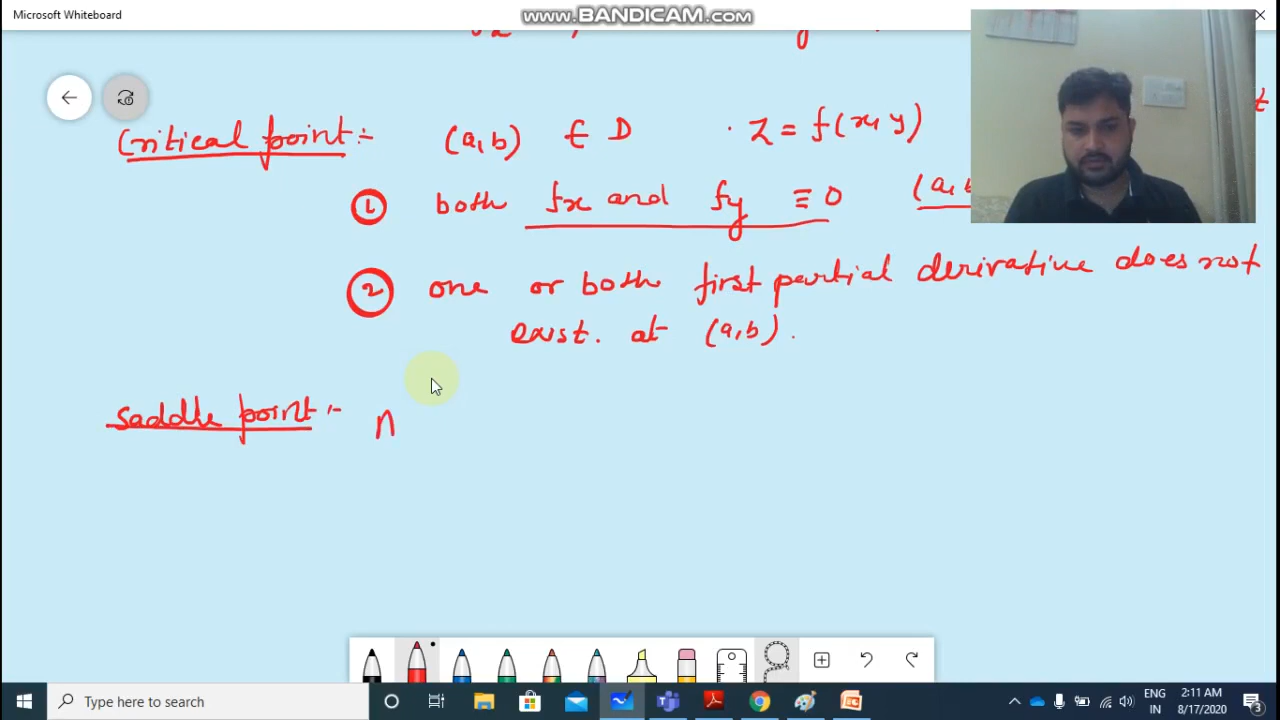 Microsoft Whiteboard
www.BANDICAM.com
Critical point :- (a,b) ∈ D . Z = f(x,y)
① both fx and fy ≡ 0 (a,b
② one or both first partial derivative does not
exist. at (a,b).
Saddle point :- n
Type here to search
ENG
IN
2:11 AM
8/17/2020
3